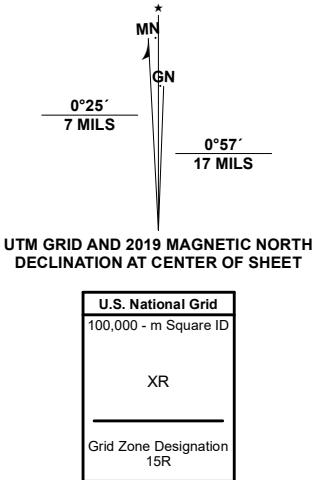 ★
MN
GN
0°25´
7 MILS
0°57´
17 MILS
UTM GRID AND 2019 MAGNETIC NORTH
DECLINATION AT CENTER OF SHEET
U.S. National Grid
100,000 - m Square ID
XR
Grid Zone Designation
15R